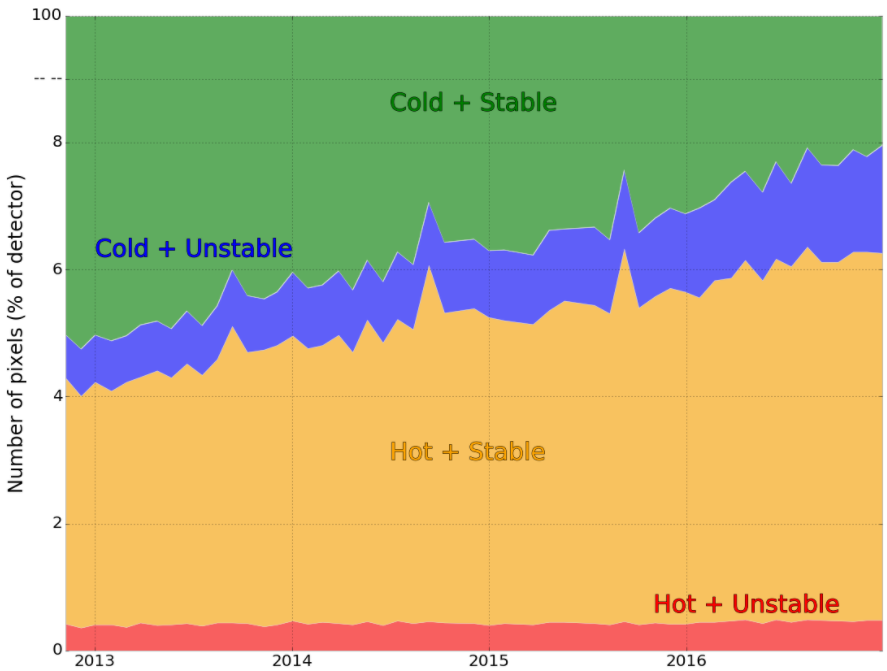 100
-- --
Cold + Stable
8
Cold + Unstable
6
Number of pixels (% of detector)
4
Hot + Stable
2
Hot + Unstable
0
2013 2014 2015 2016